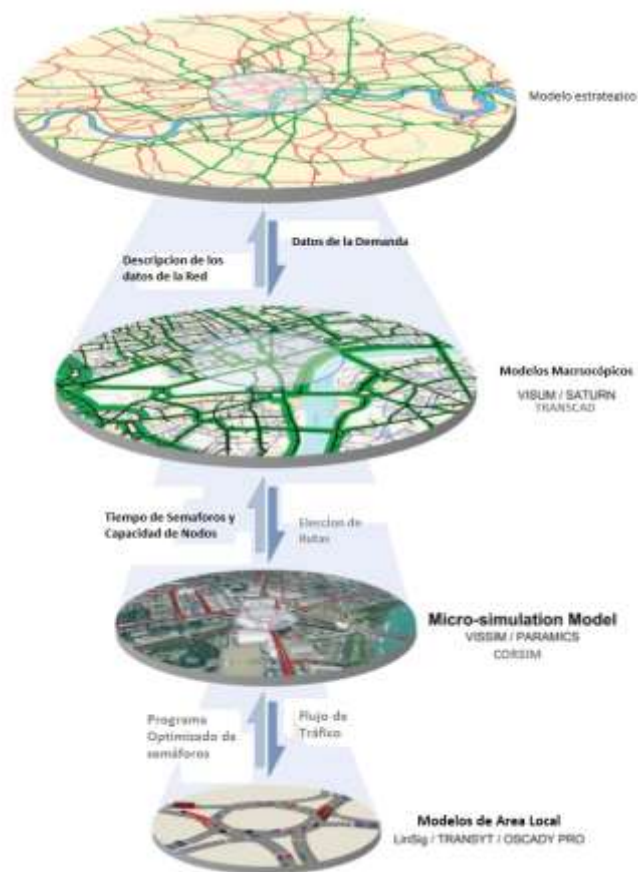 Modelo estrategico
Datos de la Demanda
Descripcion de los
datos de la Red
Modelos Macrsocópicos
VISUM / SATURN
TRANSCAD
Tiempo de Semaforos y
Capacidad de Nodos
Eleccion de
Rutas
Micro-simulation Model
VISSIM / PARAMICS
CORSIM
Programa
Optimizado de
semáforos
Flujo de
Tráfico
Modelos de Area Local
LinSig / TRANSYT / OSCADY PRO